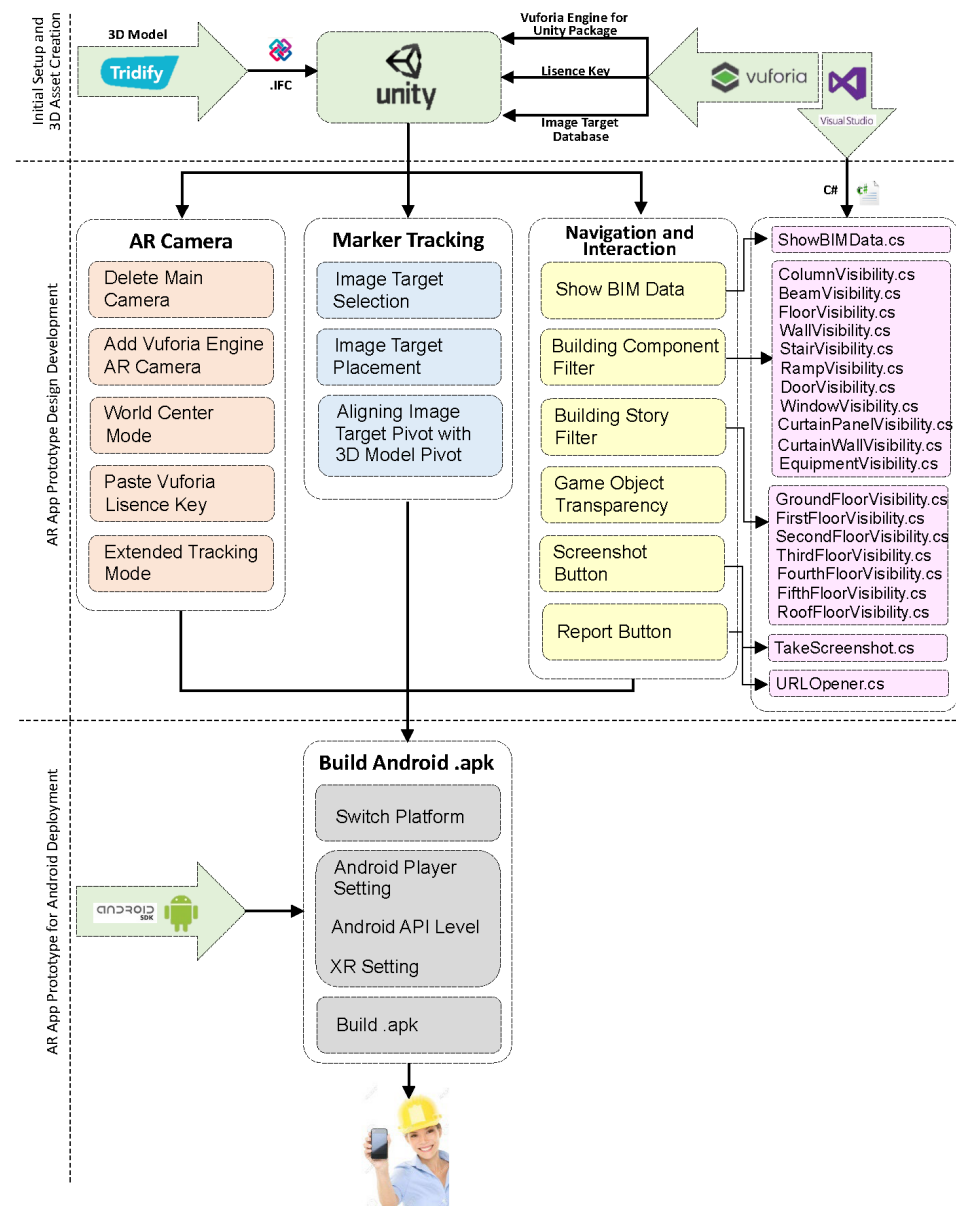 Initial Setup and
3D Asset Creation
3D Model
Tridify
.IFC
unity
Vuforia Engine for
Unity Package
Lisence Key
Image Target
Database
vuforia
Visual Studio
C#
C#
AR App Prototype Design Development
AR Camera
Delete Main
Camera
Add Vuforia Engine
AR Camera
World Center
Mode
Paste Vuforia
Lisence Key
Extended Tracking
Mode
Marker Tracking
Image Target
Selection
Image Target
Placement
Aligning Image
Target Pivot with
3D Model Pivot
Navigation and
Interaction
Show BIM Data
Building Component
Filter
Building Story
Filter
Game Object
Transparency
Screenshot
Button
Report Button
ShowBIMData.cs
ColumnVisibility.cs
BeamVisibility.cs
FloorVisibility.cs
WallVisibility.cs
StairVisibility.cs
RampVisibility.cs
DoorVisibility.cs
WindowVisibility.cs
CurtainPanelVisibility.cs
CurtainWallVisibility.cs
EquipmentVisibility.cs
GroundFloorVisibility.cs
FirstFloorVisibility.cs
SecondFloorVisibility.cs
ThirdFloorVisibility.cs
FourthFloorVisibility.cs
FifthFloorVisibility.cs
RoofFloorVisibility.cs
TakeScreenshot.cs
URLOpener.cs
AR App Prototype for Android Deployment
ANDROID
SDK
Build Android .apk
Switch Platform
Android Player
Setting
Android API Level
XR Setting
Build .apk